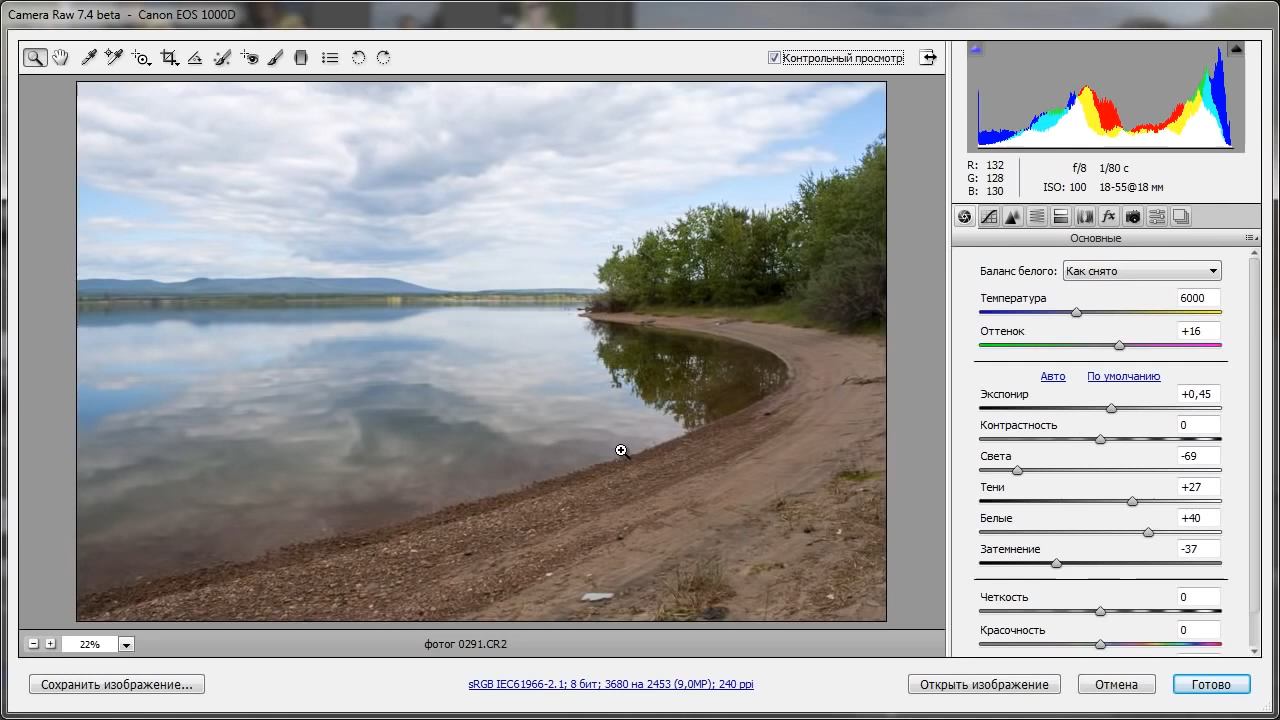 Camera Raw 7.4 beta - Canon EOS 1000D
Контрольный просмотр
R: 132
G: 128
B: 130
f/8 1/80 с
ISO: 100 18-55@18 мм
Основные
Баланс белого: Как снято
Температура 6000
Оттенок +16
Авто По умолчанию
Экспонир +0,45
Контрастность 0
Света -69
Тени +27
Белые +40
Затемнение -37
Четкость 0
Красочность 0
22%
фотог 0291.CR2
Сохранить изображение...
sRGB IEC61966-2.1; 8 бит; 3680 на 2453 (9,0MP); 240 ppi
Открыть изображение
Отмена
Готово